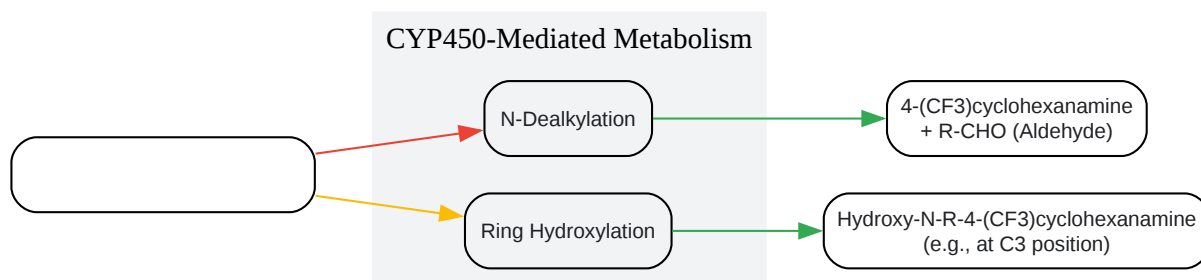 CYP450-Mediated Metabolism
N-Dealkylation
4-(CF3)cyclohexanamine
+ R-CHO (Aldehyde)
Ring Hydroxylation
Hydroxy-N-R-4-(CF3)cyclohexanamine
(e.g., at C3 position)